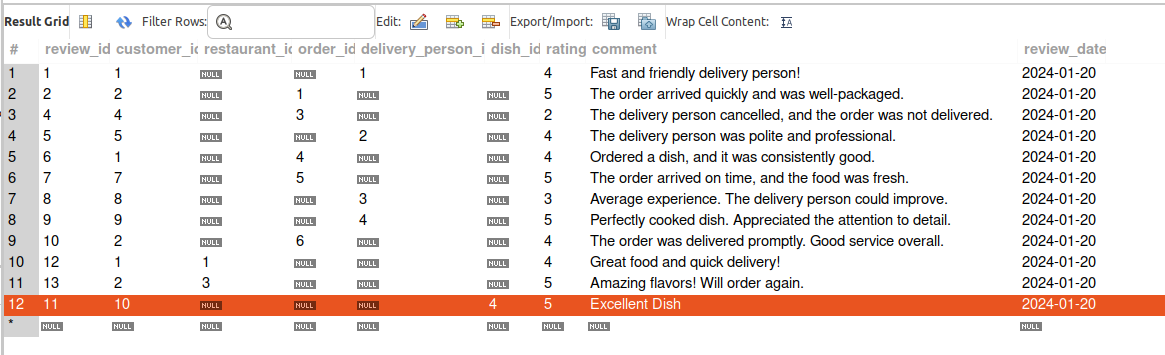 Result Grid Filter Rows: Edit: Export/Import: Wrap Cell Content:
# review_id customer_id restaurant_id order_id delivery_person_i dish_id rating comment review_date
1 1 1 NULL NULL 1 4 Fast and friendly delivery person! 2024-01-20
2 2 2 NULL 1 NULL NULL 5 The order arrived quickly and was well-packaged. 2024-01-20
3 4 4 NULL 3 NULL NULL 2 The delivery person cancelled, and the order was not delivered. 2024-01-20
4 5 5 NULL NULL 2 NULL 4 The delivery person was polite and professional. 2024-01-20
5 6 1 NULL 4 NULL NULL 4 Ordered a dish, and it was consistently good. 2024-01-20
6 7 7 NULL 5 NULL NULL 5 The order arrived on time, and the food was fresh. 2024-01-20
7 8 8 NULL NULL 3 NULL 3 Average experience. The delivery person could improve. 2024-01-20
8 9 9 NULL NULL 4 NULL 5 Perfectly cooked dish. Appreciated the attention to detail. 2024-01-20
9 10 2 NULL 6 NULL NULL 4 The order was delivered promptly. Good service overall. 2024-01-20
10 12 1 1 NULL NULL NULL 4 Great food and quick delivery! 2024-01-20
11 13 2 3 NULL NULL NULL 5 Amazing flavors! Will order again. 2024-01-20
12 11 10 NULL NULL NULL 4 5 Excellent Dish 2024-01-20
* NULL NULL NULL NULL NULL NULL NULL NULL NULL